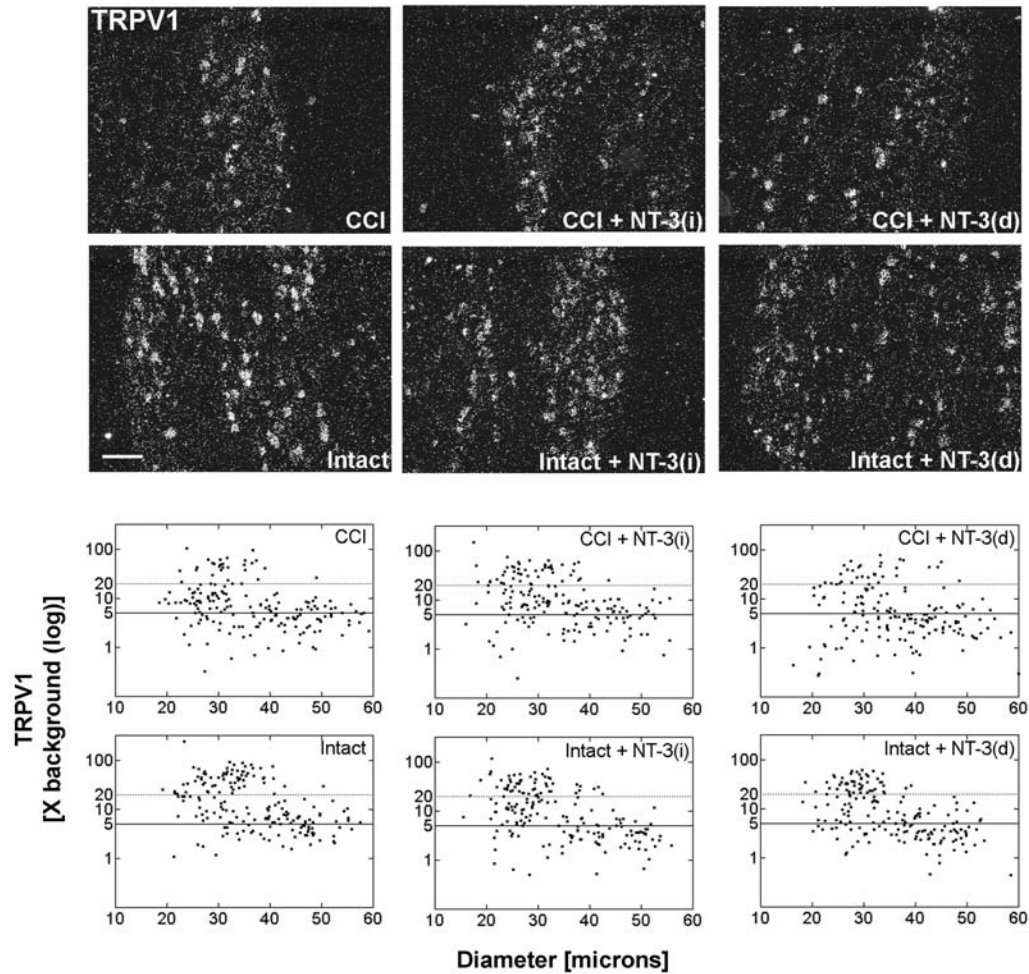 TRPV1
CCI
CCI + NT-3(i)
CCI + NT-3(d)
Intact
Intact + NT-3(i)
Intact + NT-3(d)
TRPV1
[X background (log)]
CCI
100
20
10
5
1
10 20 30 40 50 60
CCI + NT-3(i)
100
20
10
5
1
10 20 30 40 50 60
CCI + NT-3(d)
100
20
10
5
1
10 20 30 40 50 60
Intact
100
20
10
5
1
10 20 30 40 50 60
Intact + NT-3(i)
100
20
10
5
1
10 20 30 40 50 60
Intact + NT-3(d)
100
20
10
5
1
10 20 30 40 50 60
Diameter [microns]